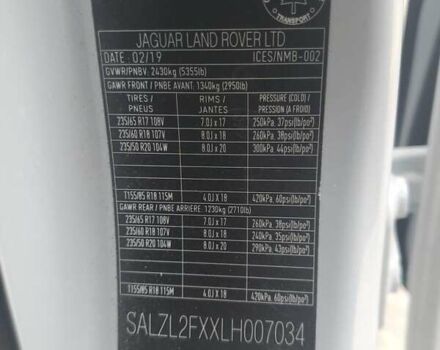 TRANSPORT
JAGUAR LAND ROVER LTD
DATE: 02/19 ICES/NMB-002
GVWR/PNBV: 2430kg (5355lb)
GAWR FRONT / PNBE AVANT: 1340kg (2950lb)
TIRES / PNEUS RIMS / JANTES PRESSURE (COLD) / PRESSION (A FROID)
235/65 R17 108V 7.0J x 17 250kPa, 37psi(lb/po²)
235/60 R18 107V 8.0J x 18 260kPa, 38psi(lb/po²)
235/50 R20 104W 8.0J x 20 300kPa, 44psi(lb/po²)
T155/85 R18 115M 4.0J X 18 420kPa, 60psi(lb/po²)
GAWR REAR / PNBE ARRIERE: 1230kg (2710lb)
235/65 R17 108V 7.0J x 17 260kPa, 38psi(lb/po²)
235/60 R18 107V 8.0J x 18 240kPa, 35psi(lb/po²)
235/50 R20 104W 8.0J x 20 290kPa, 43psi(lb/po²)
T155/85 R18 115M 4.0J X 18 420kPa, 60psi(lb/po²)
SALZL2FXXLH007034